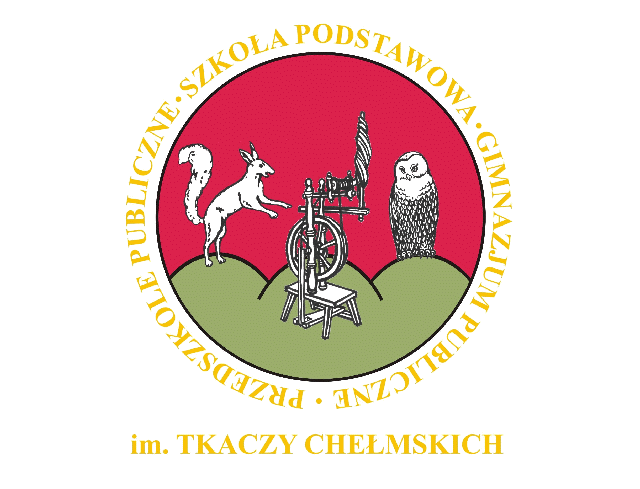 PRZEDSZKOLE PUBLICZNE · SZKOŁA PODSTAWOWA · GIMNAZJUM PUBLICZNE ·
im. TKACZY CHEŁMSKICH